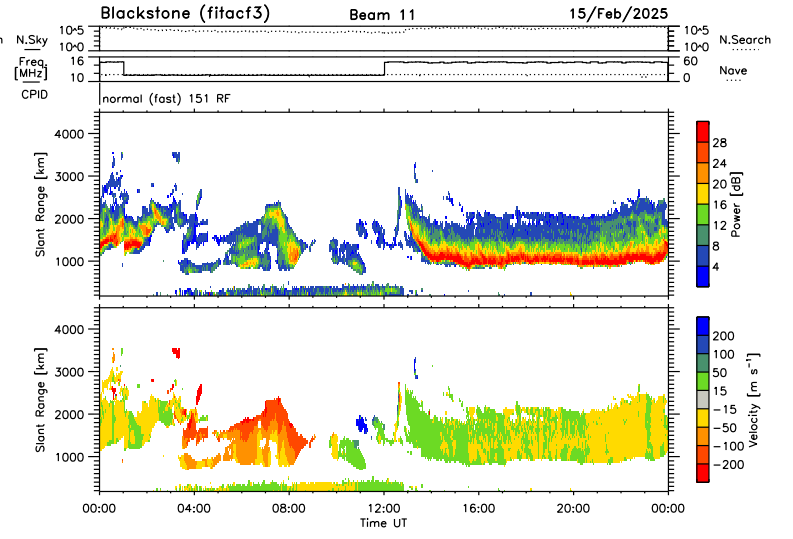 Blackstone (fitacf3) Beam 11 15/Feb/2025
N.Sky 10^5 10^5 N.Search
10^0 10^0
Freq. 16 60
[MHz] 10 0 Nave
CPID normal (fast) 151 RF
Slant Range [km]
4000
3000
2000
1000
Power [dB]
28
24
20
16
12
8
4
Slant Range [km]
4000
3000
2000
1000
Velocity [m s^-1]
200
100
50
15
-15
-50
-100
-200
00:00 04:00 08:00 12:00 16:00 20:00 00:00
Time UT